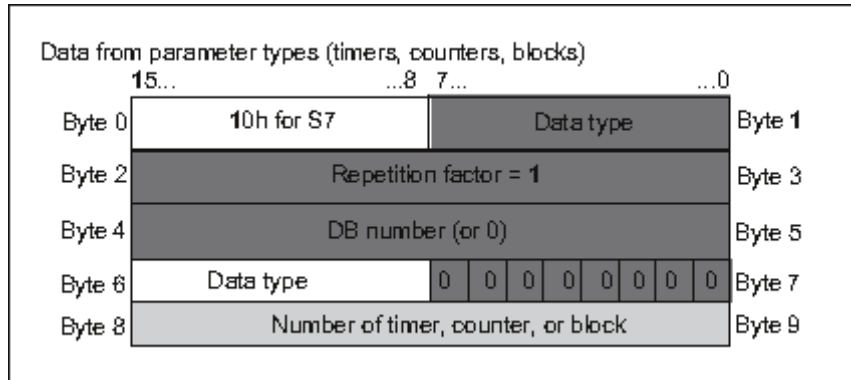 Data from parameter types (timers, counters, blocks)
15... ...8 7... ...0
Byte 0 10h for S7 Data type Byte 1
Byte 2 Repetition factor = 1 Byte 3
Byte 4 DB number (or 0) Byte 5
Byte 6 Data type 0 0 0 0 0 0 0 0 Byte 7
Byte 8 Number of timer, counter, or block Byte 9